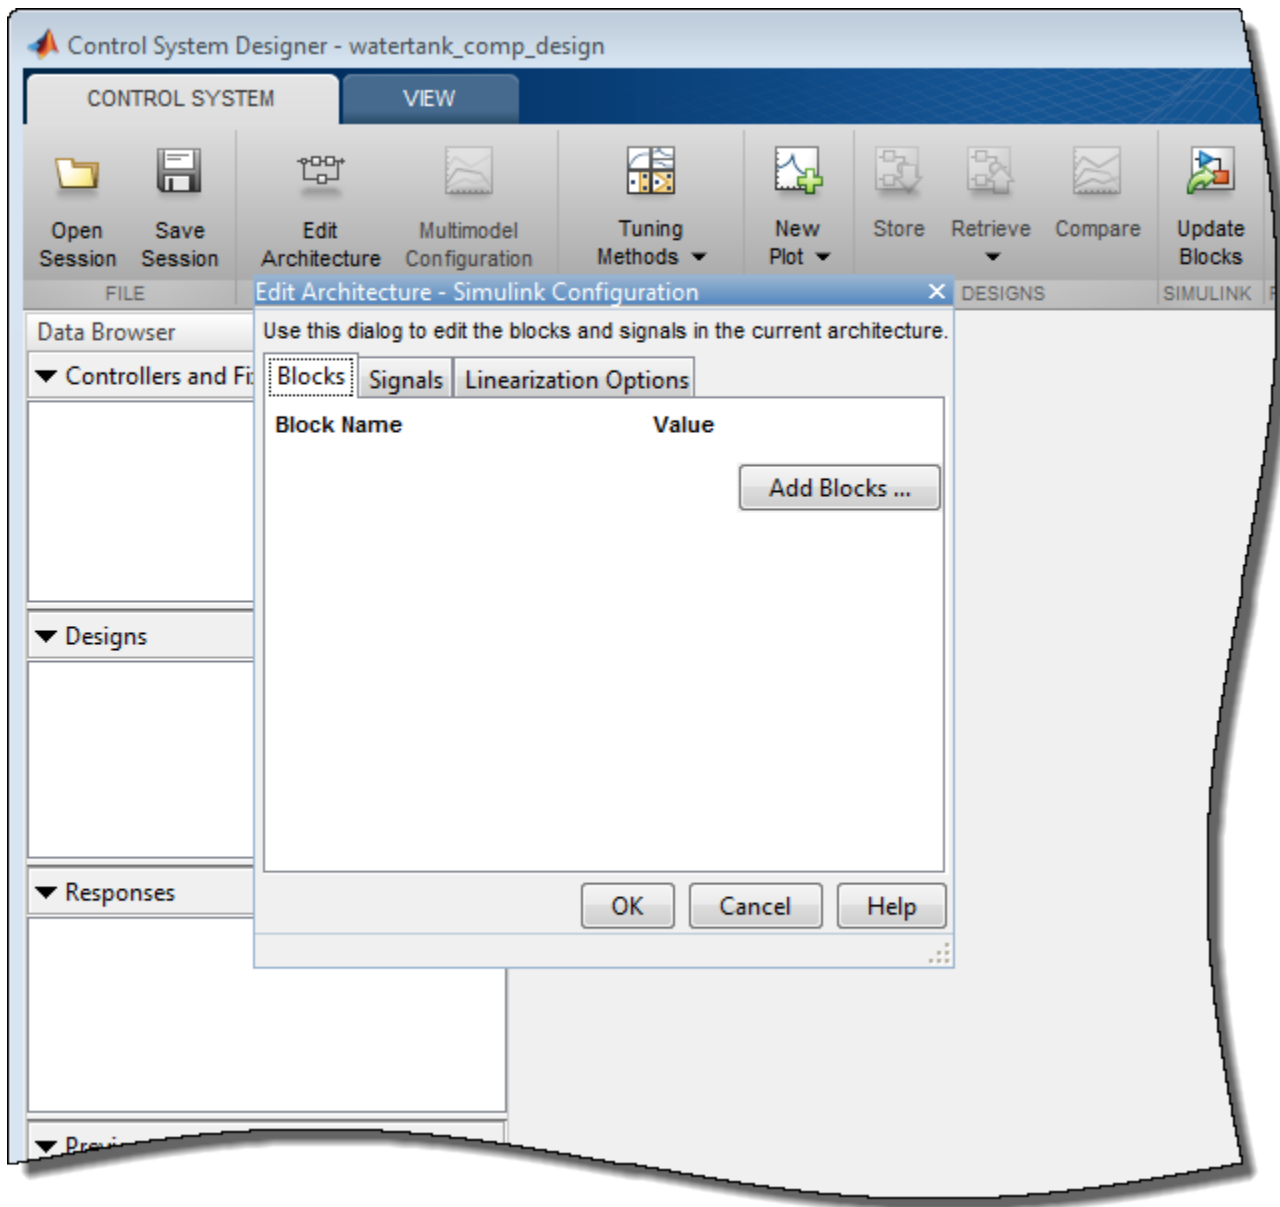 Control System Designer - watertank_comp_design
CONTROL SYSTEM
VIEW
Open Session
Save Session
Edit Architecture
Multimodel Configuration
Tuning Methods
New Plot
Store
Retrieve
Compare
Update Blocks
FILE
DESIGNS
SIMULINK
Edit Architecture - Simulink Configuration
Use this dialog to edit the blocks and signals in the current architecture.
Blocks
Signals
Linearization Options
Block Name
Value
Add Blocks ...
OK
Cancel
Help
Data Browser
Controllers and
Designs
Responses